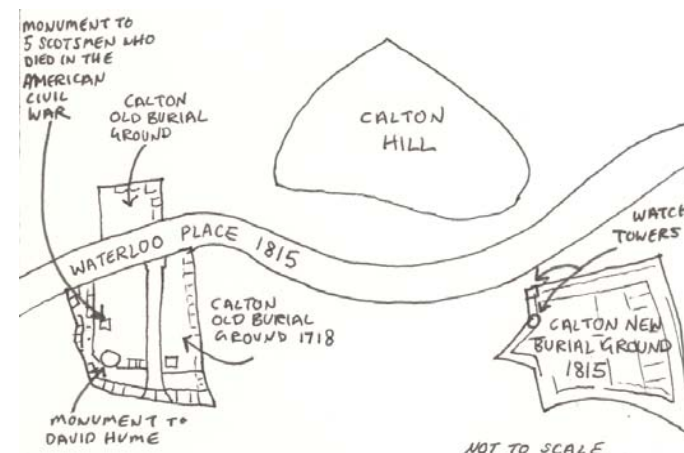 MONUMENT TO
5 SCOTSMEN WHO
DIED IN THE
AMERICAN
CIVIL
WAR
CALTON
OLD BURIAL
GROUND
CALTON
HILL
WATERLOO PLACE 1815
WATCH
TOWERS
CALTON
OLD BURIAL
GROUND 1718
CALTON NEW
BURIAL GROUND
1815
MONUMENT TO
DAVID HUME
NOT TO SCALE